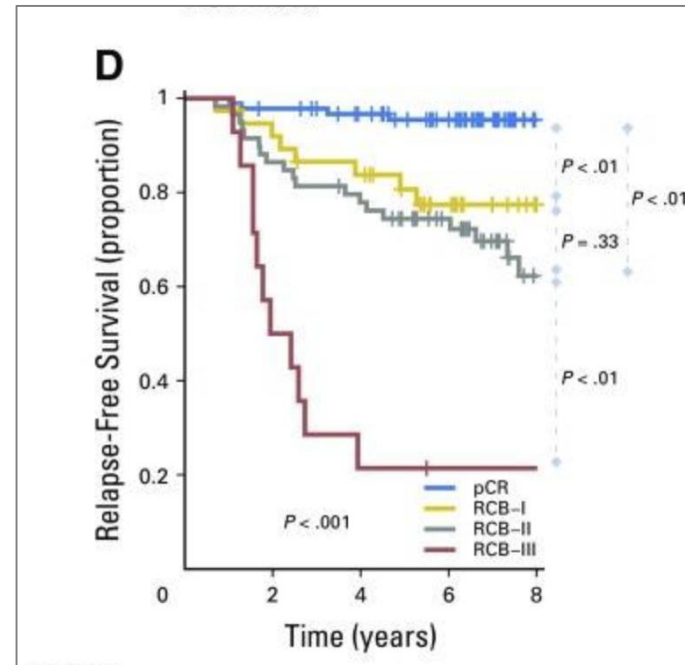 D
Relapse-Free Survival (proportion)
1
0.8
0.6
0.4
0.2
0
2
4
6
8
Time (years)
P < .01
P < .01
P = .33
P < .01
P < .001
pCR
RCB–I
RCB–II
RCB–III